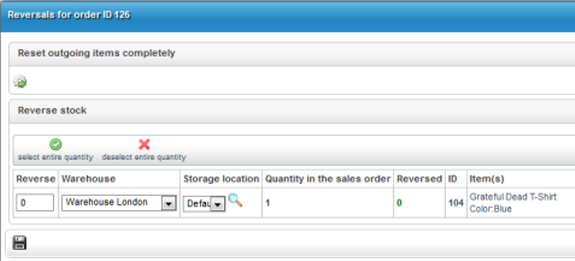 Reversals for order ID 126
Reset outgoing items completely
Reverse stock
select entire quantity deselect entire quantity
Reverse Warehouse Storage location Quantity in the sales order Reversed ID Item(s)
0 Warehouse London Defau 1 0 104 Grateful Dead T-Shirt
Color:Blue